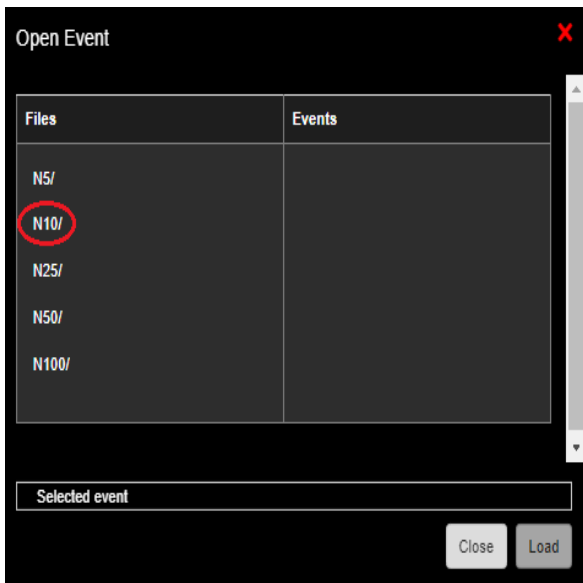 Open Event
Files Events
N5/
N10/
N25/
N50/
N100/
Selected event
Close Load